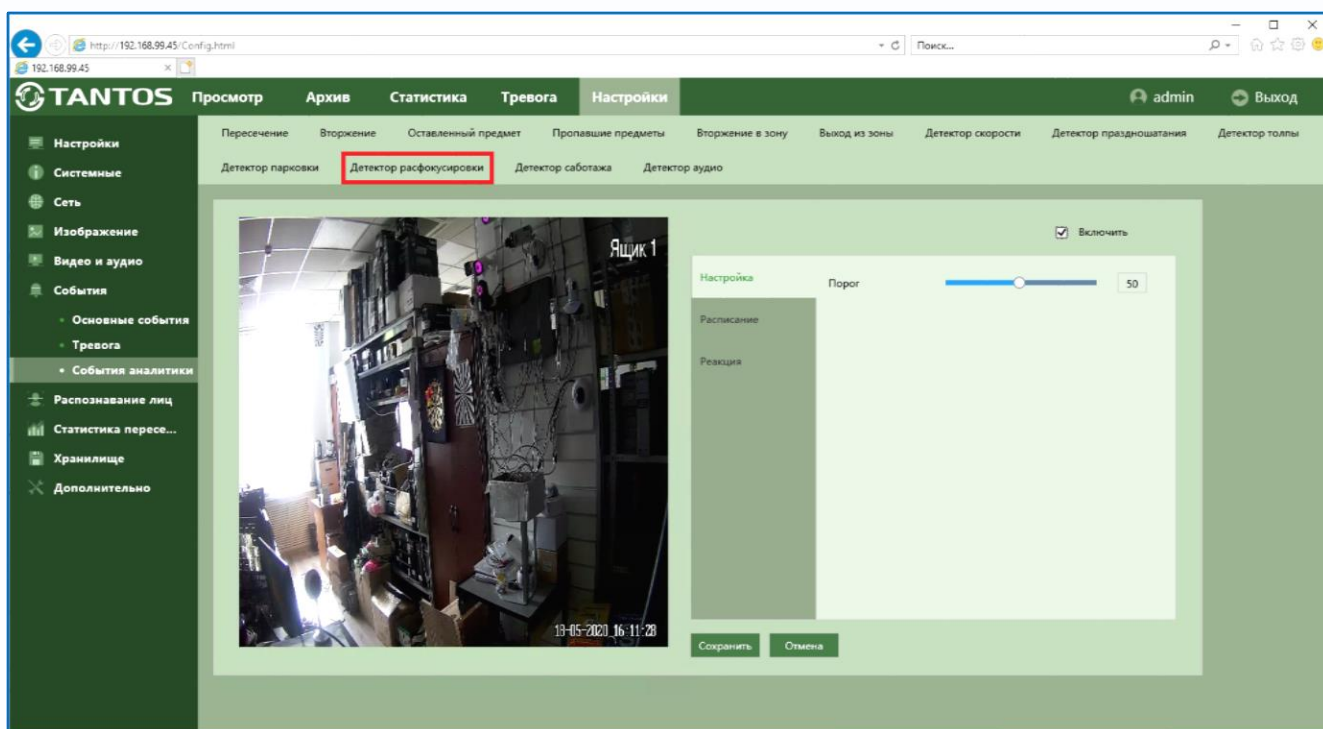 http://192.168.99.45/Config.html
Поиск...
192.168.99.45
TANTOS Просмотр Архив Статистика Тревога Настройки admin Выход
Настройки
Системные
Сеть
Изображение
Видео и аудио
События
Основные события
Тревога
События аналитики
Распознавание лиц
Статистика пересе...
Хранилище
Дополнительно
Пересечение Вторжение Оставленный предмет Пропавшие предметы Вторжение в зону Выход из зоны Детектор скорости Детектор праздношатания Детектор толпы
Детектор парковки Детектор расфокусировки Детектор саботажа Детектор аудио
Ящик 1
18-05-2020 16:11:28
Включить
Настройка
Расписание
Реакция
Порог 50
Сохранить Отмена